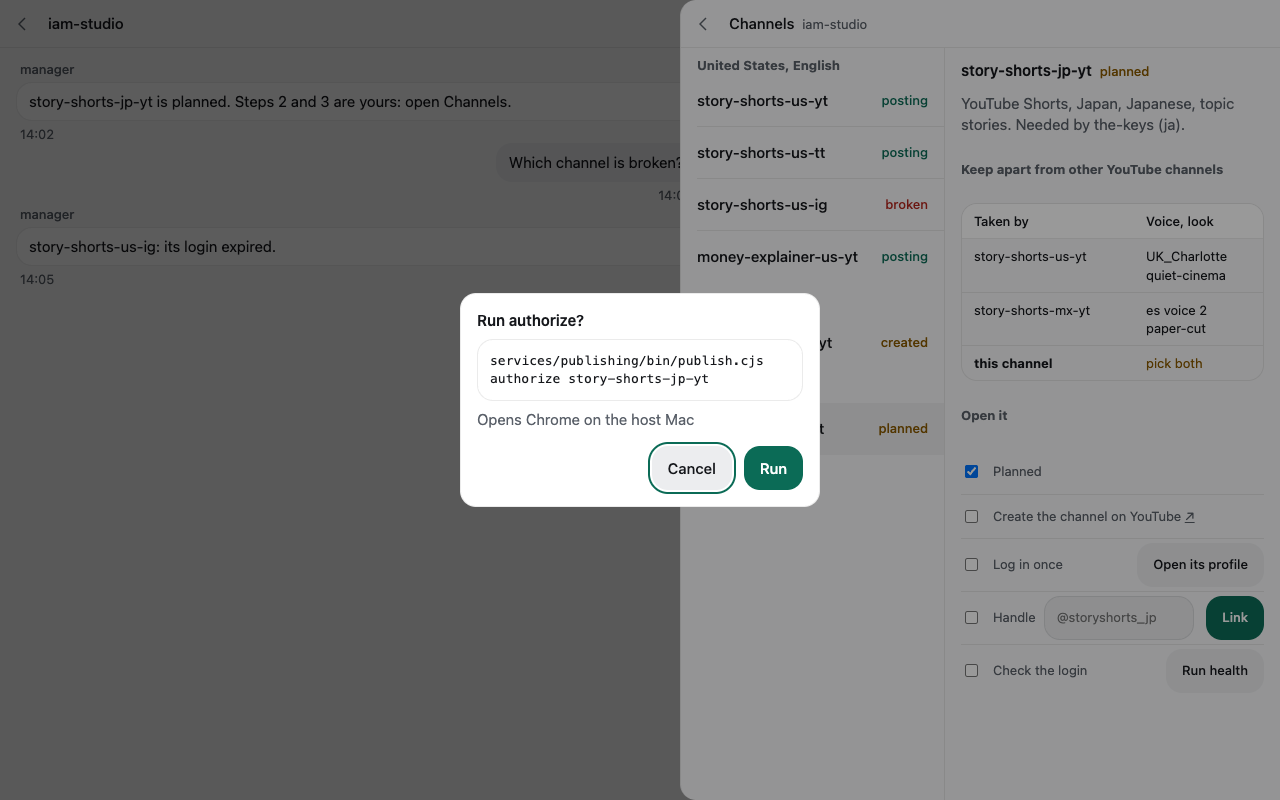 iam-studio
manager
story-shorts-jp-yt is planned. Steps 2 and 3 are yours: open Channels.
14:02
Which channel is broken?
14:0
manager
story-shorts-us-ig: its login expired.
14:05
Channels iam-studio
United States, English
story-shorts-us-yt posting
story-shorts-us-tt posting
story-shorts-us-ig broken
money-explainer-us-yt posting
yt created
t planned
story-shorts-jp-yt planned
YouTube Shorts, Japan, Japanese, topic
stories. Needed by the-keys (ja).
Keep apart from other YouTube channels
Taken by Voice, look
story-shorts-us-yt UK_Charlotte
quiet-cinema
story-shorts-mx-yt es voice 2
paper-cut
this channel pick both
Open it
Planned
Create the channel on YouTube ↗
Log in once Open its profile
Handle @storyshorts_jp Link
Check the login Run health
Run authorize?
services/publishing/bin/publish.cjs
authorize story-shorts-jp-yt
Opens Chrome on the host Mac
Cancel Run